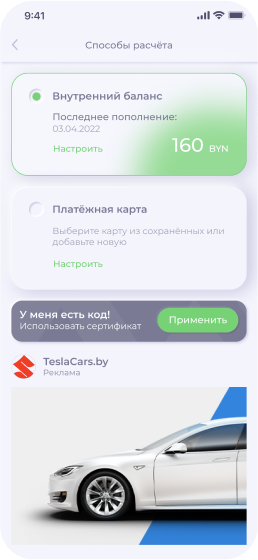 9:41
Способы расчёта
Внутренний баланс
Последнее пополнение:
03.04.2022
Настроить
160 BYN
Платёжная карта
Выберите карту из сохранённых или
добавьте новую
Настроить
У меня есть код!
Использовать сертификат
Применить
TeslaCars.by
Реклама